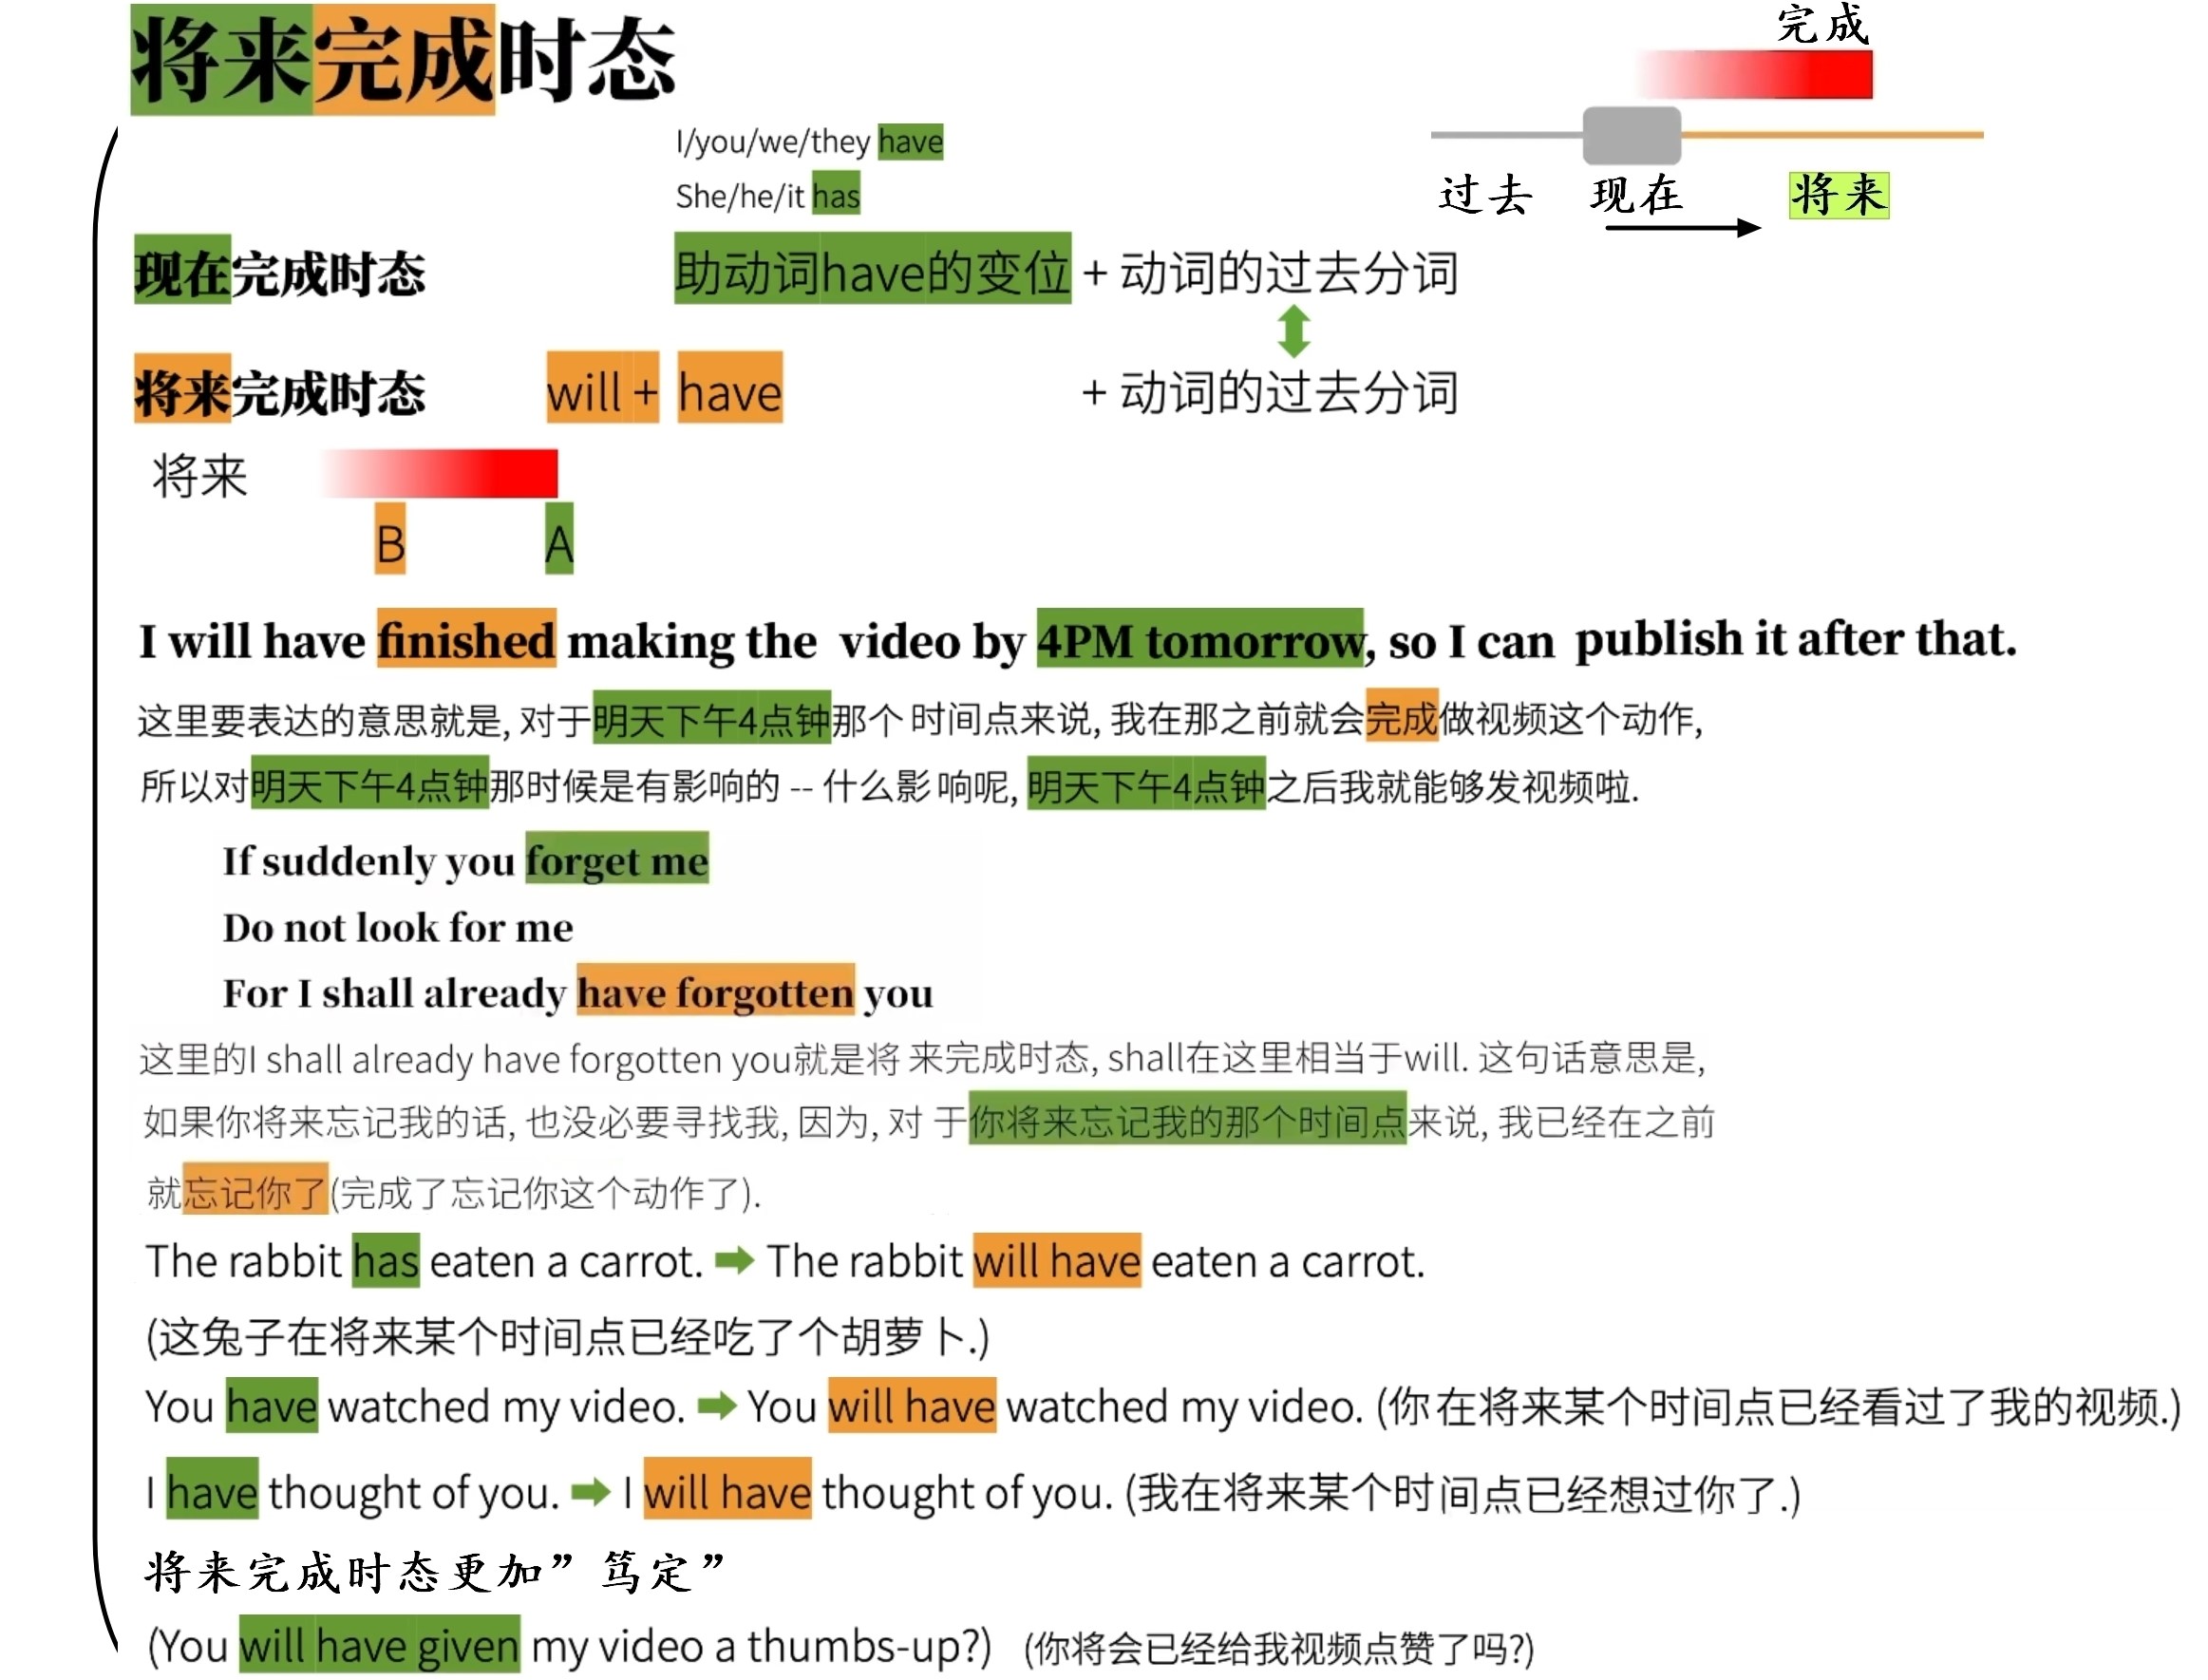 将来完成时态
完成
I/you/we/they have
She/he/it has
过去 现在 将来
现在完成时态 助动词have的变位 + 动词的过去分词
将来完成时态 will + have + 动词的过去分词
将来
B A
I will have finished making the video by 4PM tomorrow, so I can publish it after that.
这里要表达的意思就是, 对于明天下午4点钟那个时间点来说, 我在那之前就会完成做视频这个动作,
所以对明天下午4点钟那时候是有影响的 -- 什么影响呢, 明天下午4点钟之后我就能够发视频啦.
If suddenly you forget me
Do not look for me
For I shall already have forgotten you
这里的I shall already have forgotten you就是将来完成时态, shall在这里相当于will. 这句话意思是,
如果你将来忘记我的话, 也没必要寻找我, 因为, 对于你将来忘记我的那个时间点来说, 我已经在之前
就忘记你了(完成了忘记你这个动作了).
The rabbit has eaten a carrot. ➡ The rabbit will have eaten a carrot.
(这兔子在将来某个时间点已经吃了个胡萝卜.)
You have watched my video. ➡ You will have watched my video. (你在将来某个时间点已经看过了我的视频.)
I have thought of you. ➡ I will have thought of you. (我在将来某个时间点已经想过你了.)
将来完成时态更加”笃定”
(You will have given my video a thumbs-up?) (你将会已经给我视频点赞了吗?)